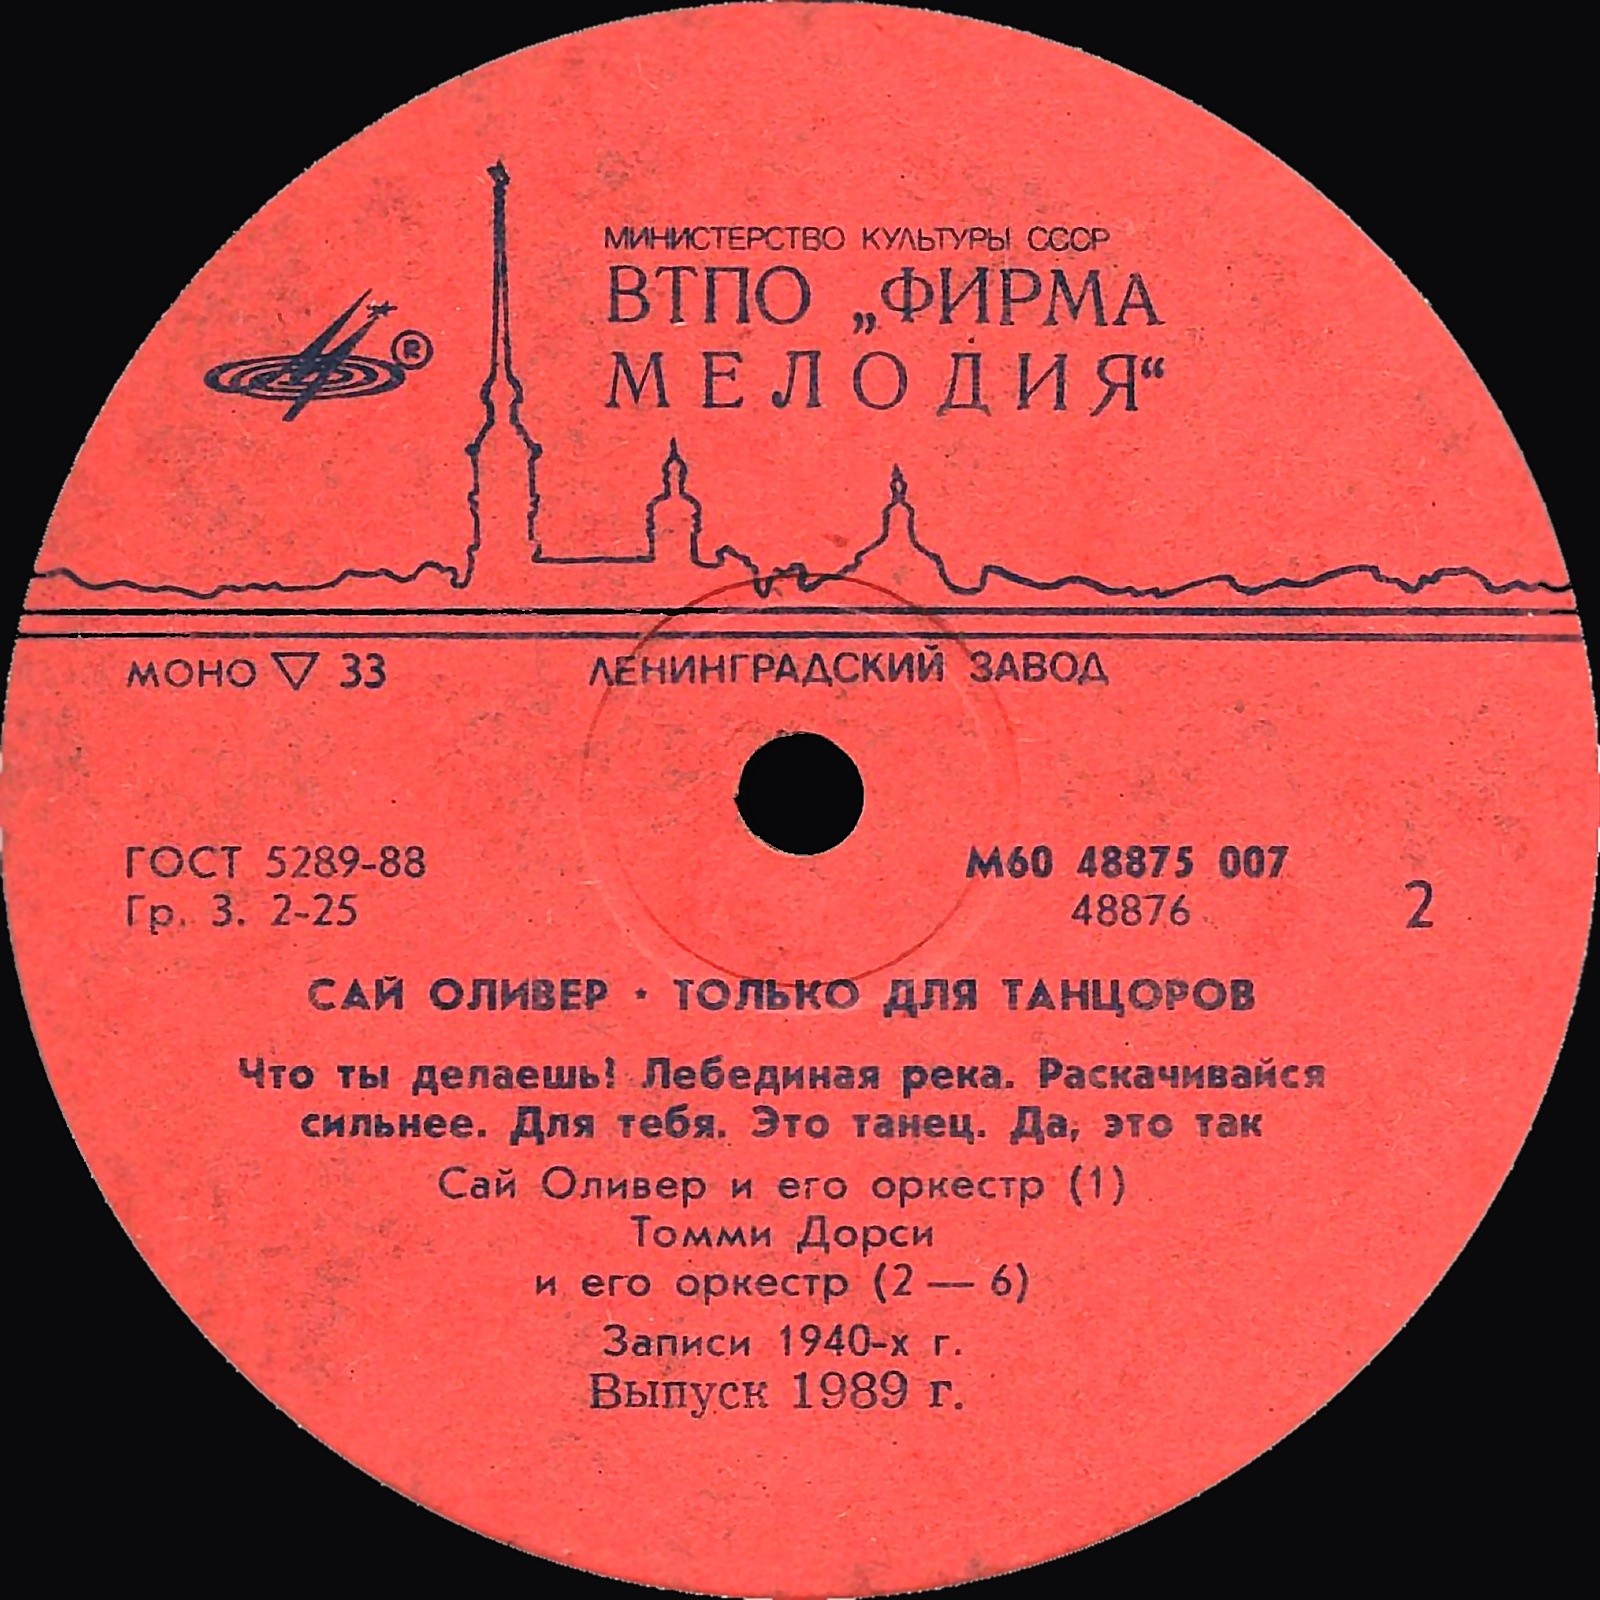 МИНИСТЕРСТВО КУЛЬТУРЫ СССР
ВТПО „ФИРМА
МЕЛОДИЯ“
®
МОНО ▽ 33
ЛЕНИНГРАДСКИЙ ЗАВОД
ГОСТ 5289-88
М60 48875 007
Гр. 3. 2-25
48876
2
САЙ ОЛИВЕР · ТОЛЬКО ДЛЯ ТАНЦОРОВ
Что ты делаешь! Лебединая река. Раскачивайся
сильнее. Для тебя. Это танец. Да, это так
Сай Оливер и его оркестр (1)
Томми Дорси
и его оркестр (2 — 6)
Записи 1940-х г.
Выпуск 1989 г.